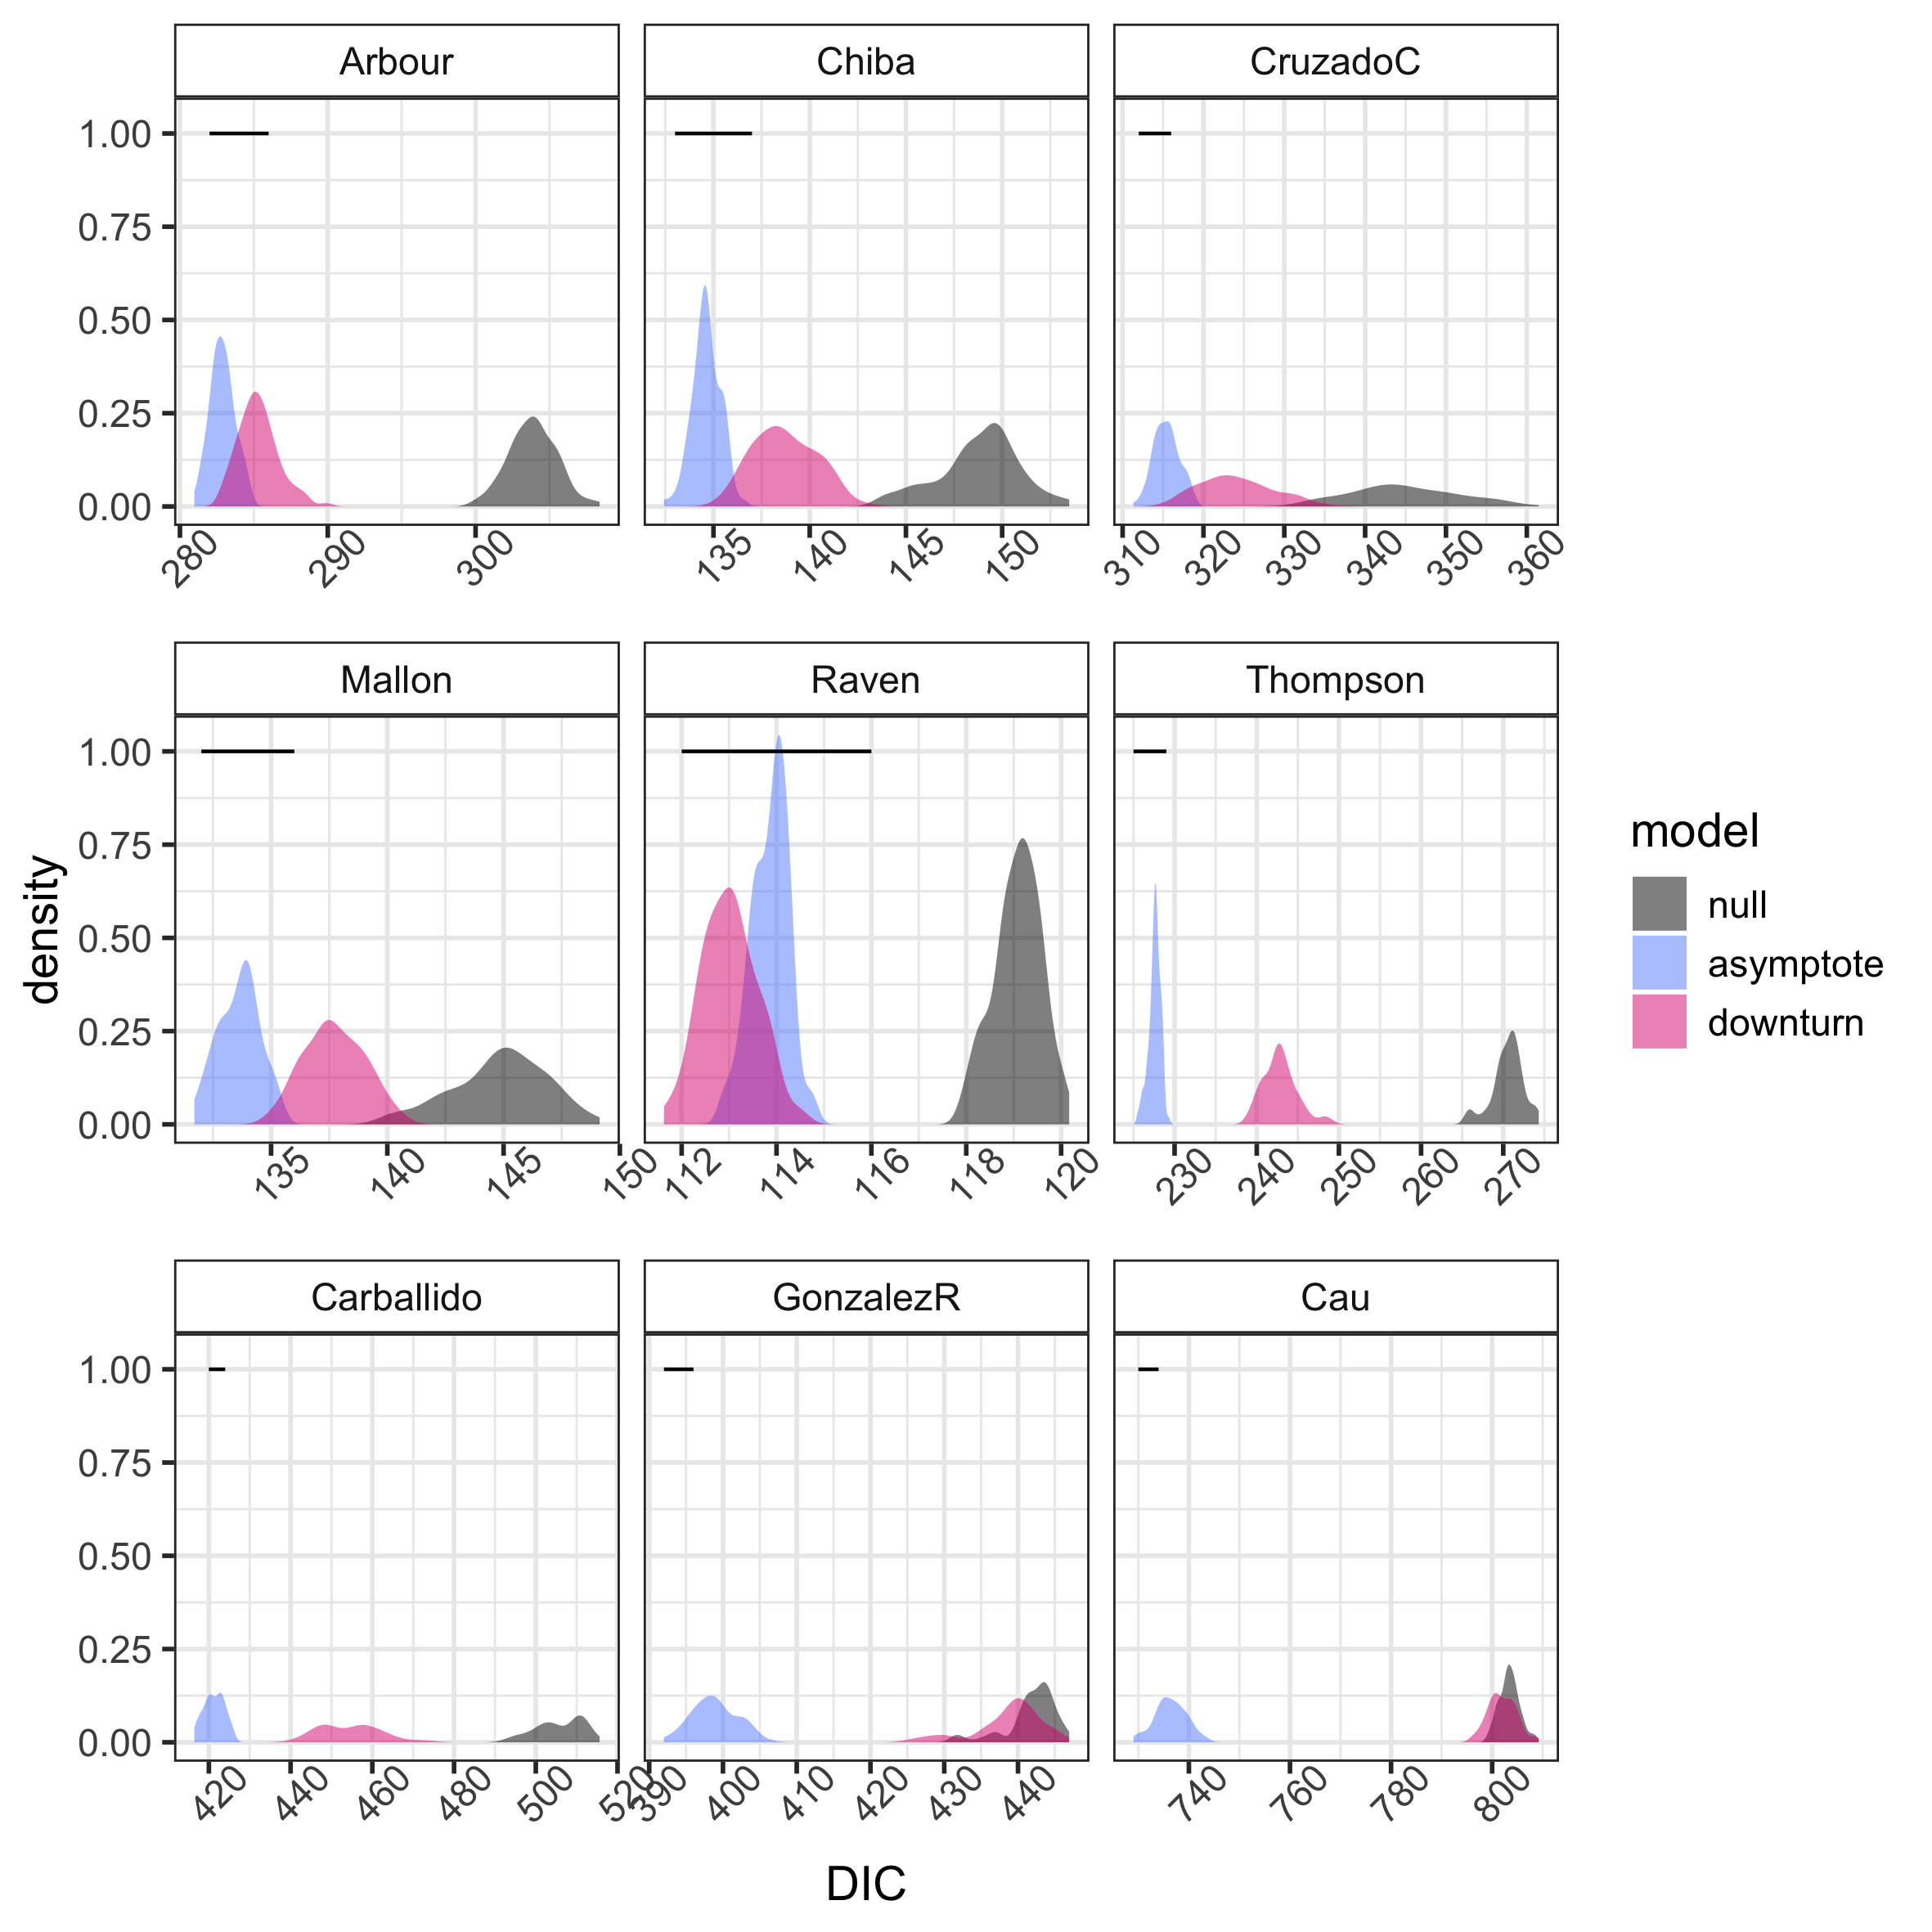 Arbour
Chiba
CruzadoC
1.00
0.75
0.50
0.25
0.00
280 290 300
135 140 145 150
310 320 330 340 350 360
Mallon
Raven
Thompson
1.00
0.75
0.50
0.25
0.00
135 140 145 150
112 114 116 118 120
230 240 250 260 270
Carballido
GonzalezR
Cau
1.00
0.75
0.50
0.25
0.00
420 440 460 480 500 520
390 400 410 420 430 440
740 760 780 800
density
DIC
model
null
asymptote
downturn